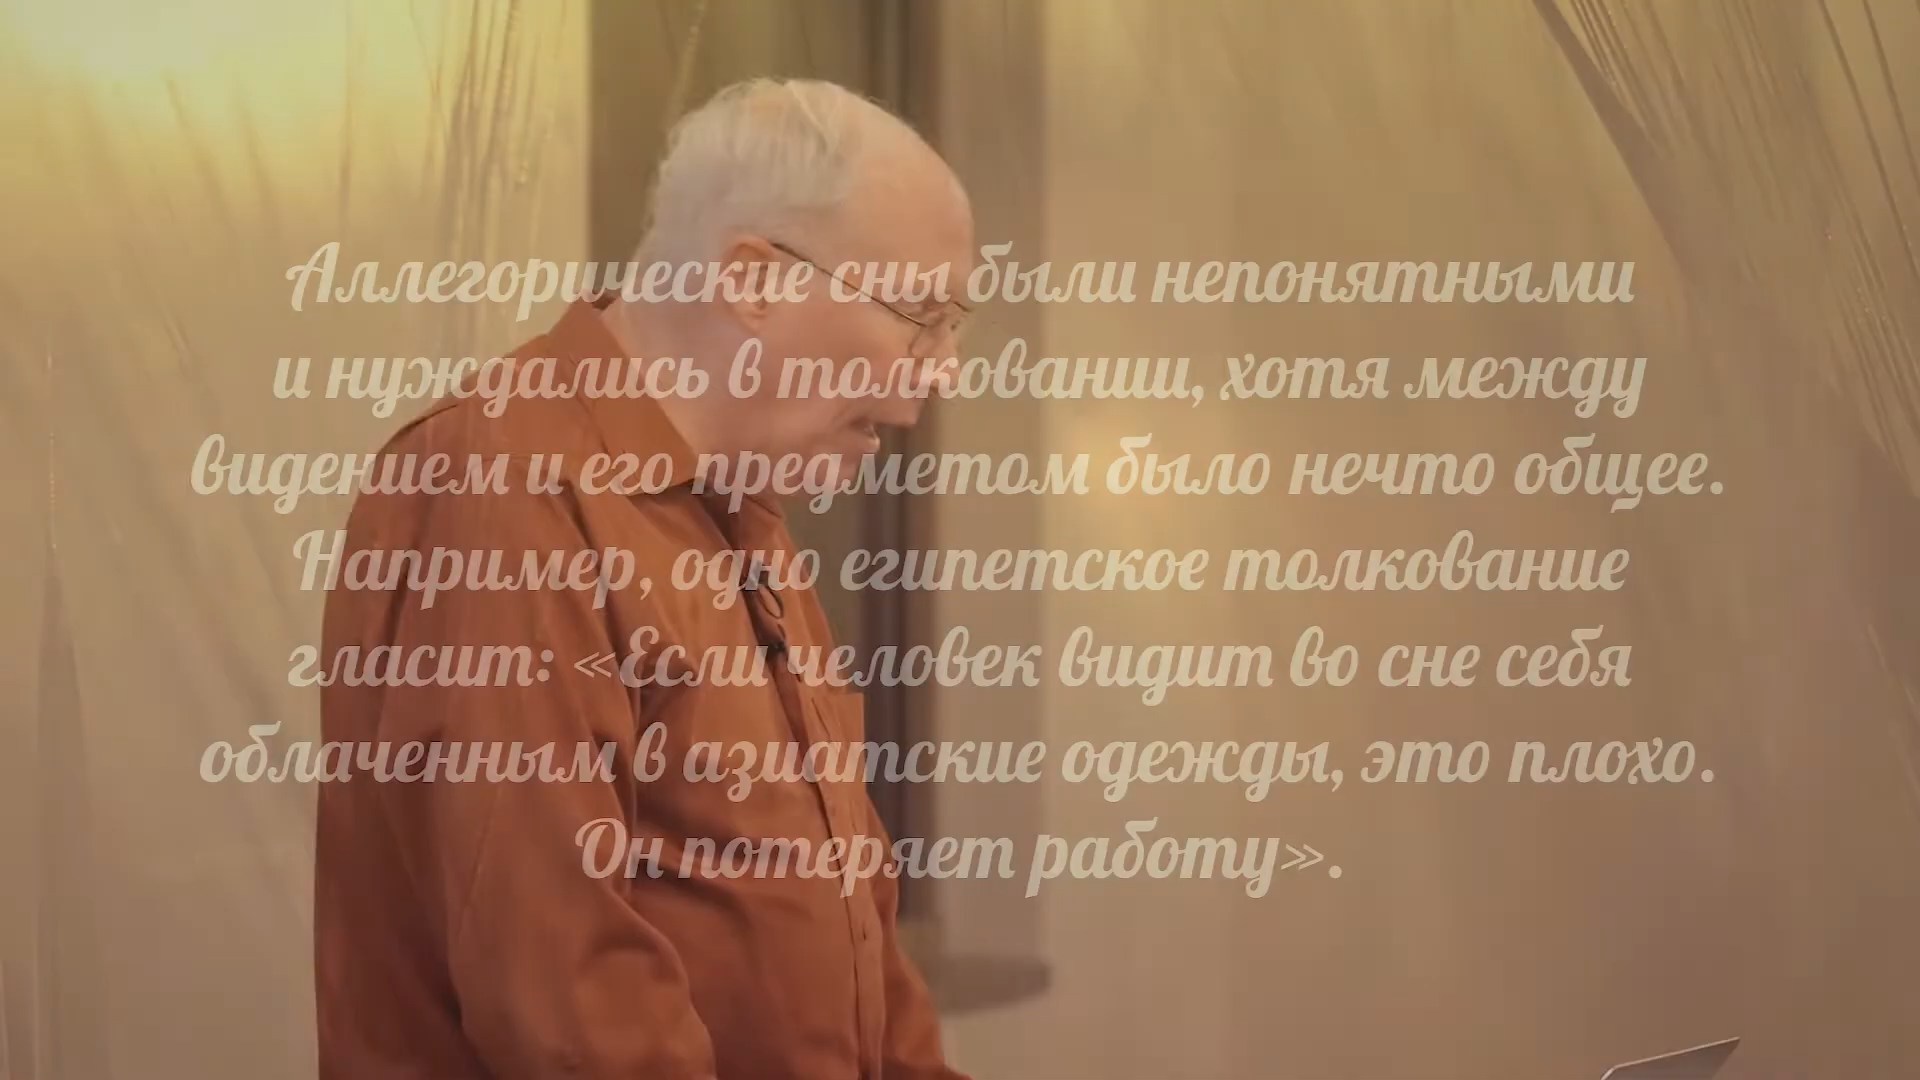 Аллегорические сны были непонятными
и нуждались в толковании, хотя между
видением и его предметом было нечто общее.
Например, одно египетское толкование
гласит: «Если человек видит во сне себя
облаченным в азиатские одежды, это плохо.
Он потеряет работу».